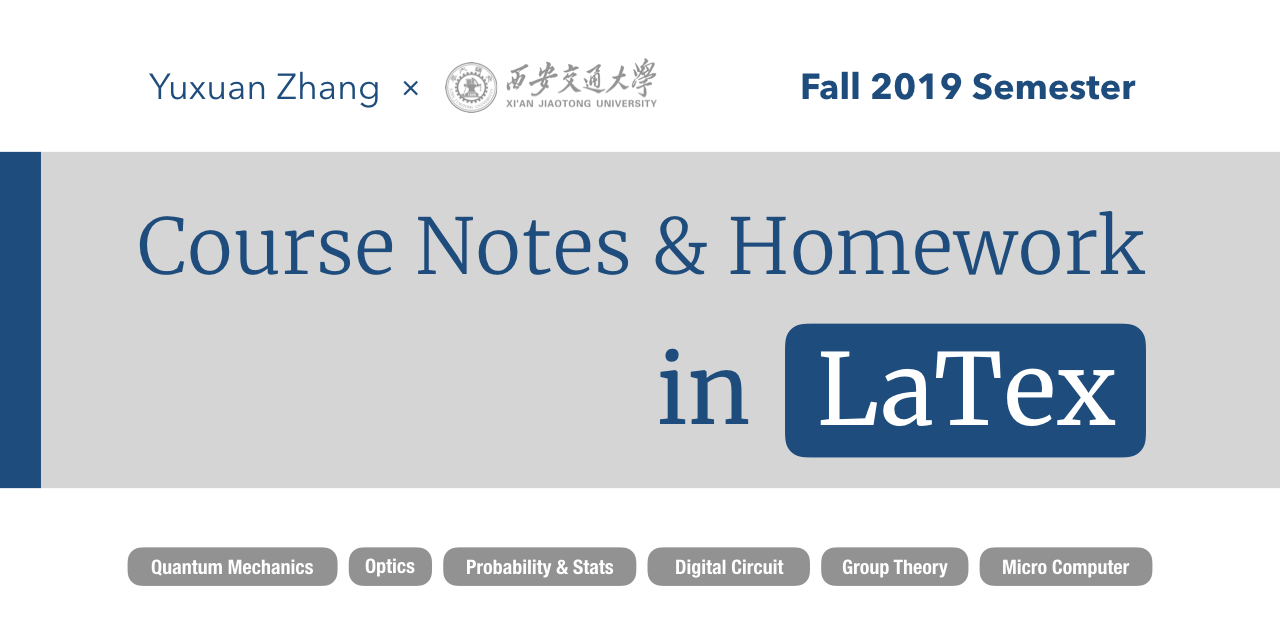 Yuxuan Zhang × 西安交通大學 Fall 2019 Semester
XI'AN JIAOTONG UNIVERSITY
Course Notes & Homework
in LaTex
Quantum Mechanics Optics Probability & Stats Digital Circuit Group Theory Micro Computer